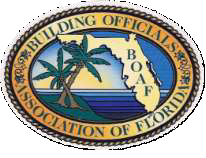 BUILDING OFFICIALS
ASSOCIATION OF FLORIDA
BOAF